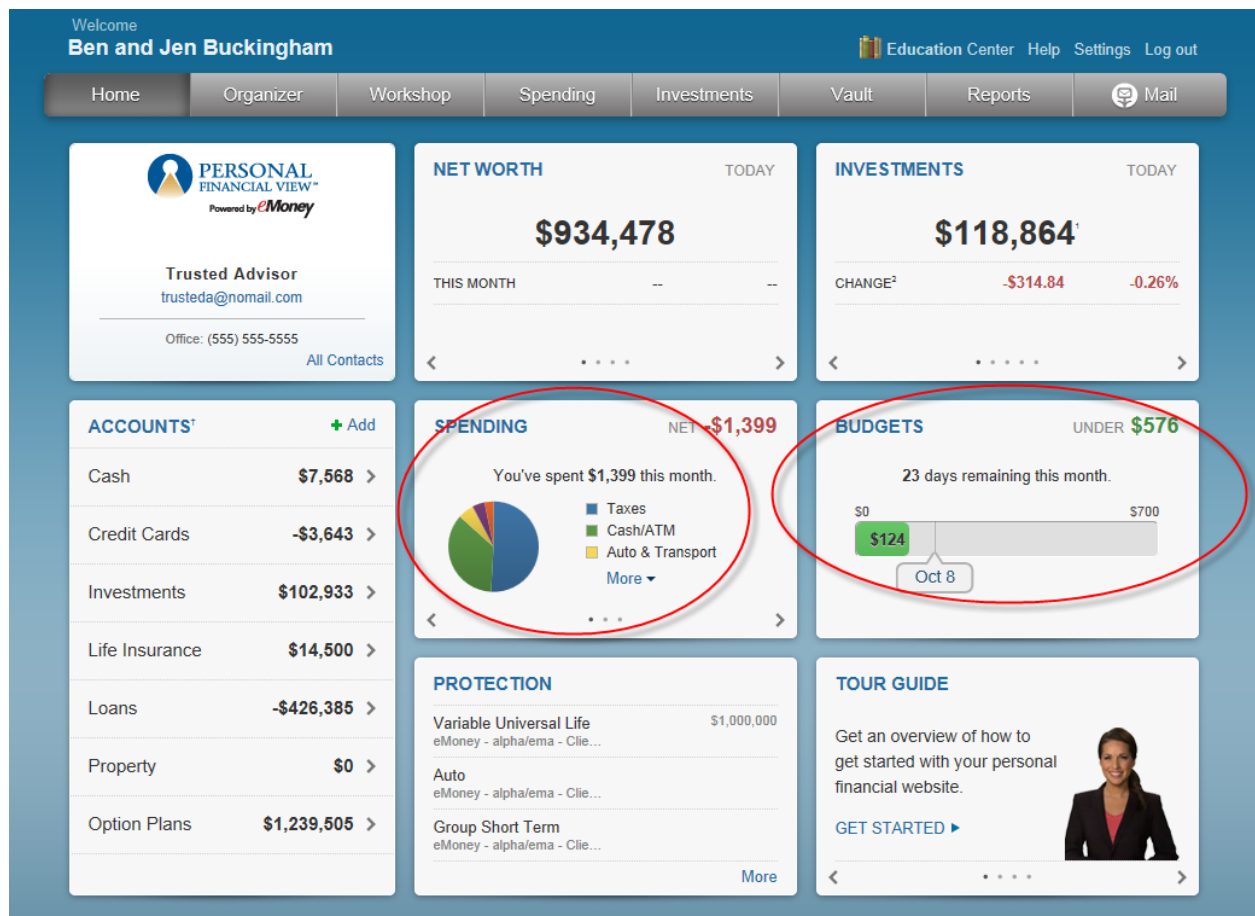 Welcome
Ben and Jen Buckingham
Education Center Help Settings Log out
Home Organizer Workshop Spending Investments Vault Reports Mail
PERSONAL
FINANCIAL VIEW™
Powered by eMoney
Trusted Advisor
trusteda@nomail.com
Office: (555) 555-5555
All Contacts
NET WORTH TODAY
$934,478
THIS MONTH -- --
INVESTMENTS TODAY
$118,864¹
CHANGE² -$314.84 -0.26%
ACCOUNTS† + Add
Cash $7,568
Credit Cards -$3,643
Investments $102,933
Life Insurance $14,500
Loans -$426,385
Property $0
Option Plans $1,239,505
SPENDING NET -$1,399
You've spent $1,399 this month.
Taxes
Cash/ATM
Auto & Transport
More
BUDGETS UNDER $576
23 days remaining this month.
$0 $700
$124
Oct 8
PROTECTION
Variable Universal Life $1,000,000
eMoney - alpha/ema - Clie...
Auto
eMoney - alpha/ema - Clie...
Group Short Term
eMoney - alpha/ema - Clie...
More
TOUR GUIDE
Get an overview of how to
get started with your personal
financial website.
GET STARTED